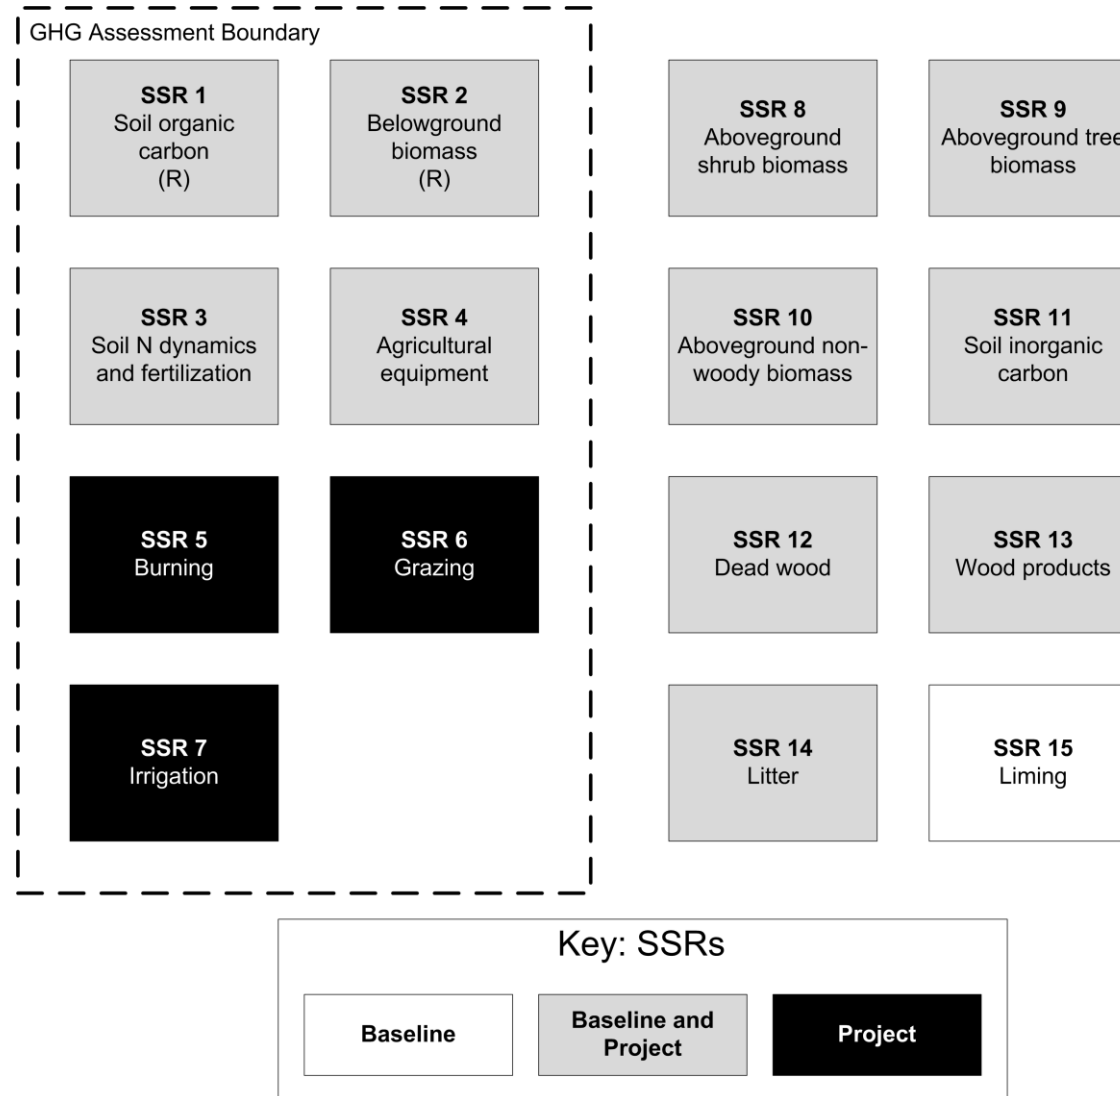 GHG Assessment Boundary
SSR 1
Soil organic
carbon
(R)
SSR 2
Belowground
biomass
(R)
SSR 8
Aboveground
shrub biomass
SSR 9
Aboveground tree
biomass
SSR 3
Soil N dynamics
and fertilization
SSR 4
Agricultural
equipment
SSR 10
Aboveground non-
woody biomass
SSR 11
Soil inorganic
carbon
SSR 5
Burning
SSR 6
Grazing
SSR 12
Dead wood
SSR 13
Wood products
SSR 7
Irrigation
SSR 14
Litter
SSR 15
Liming
Key: SSRs
Baseline
Baseline and
Project
Project